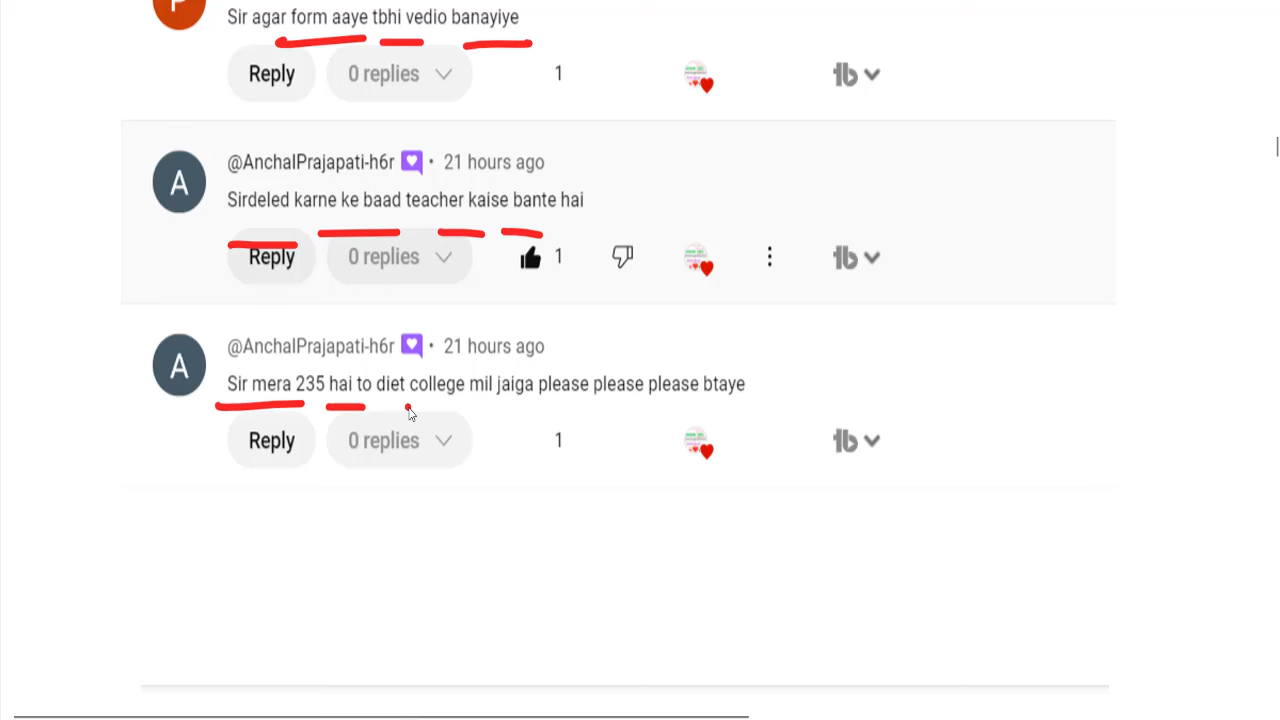 P
Sir agar form aaye tbhi vedio banayiye
Reply 0 replies 1
@AnchalPrajapati-h6r • 21 hours ago
A
Sirdeled karne ke baad teacher kaise bante hai
Reply 0 replies 1
@AnchalPrajapati-h6r • 21 hours ago
A
Sir mera 235 hai to diet college mil jaiga please please please btaye
Reply 0 replies 1